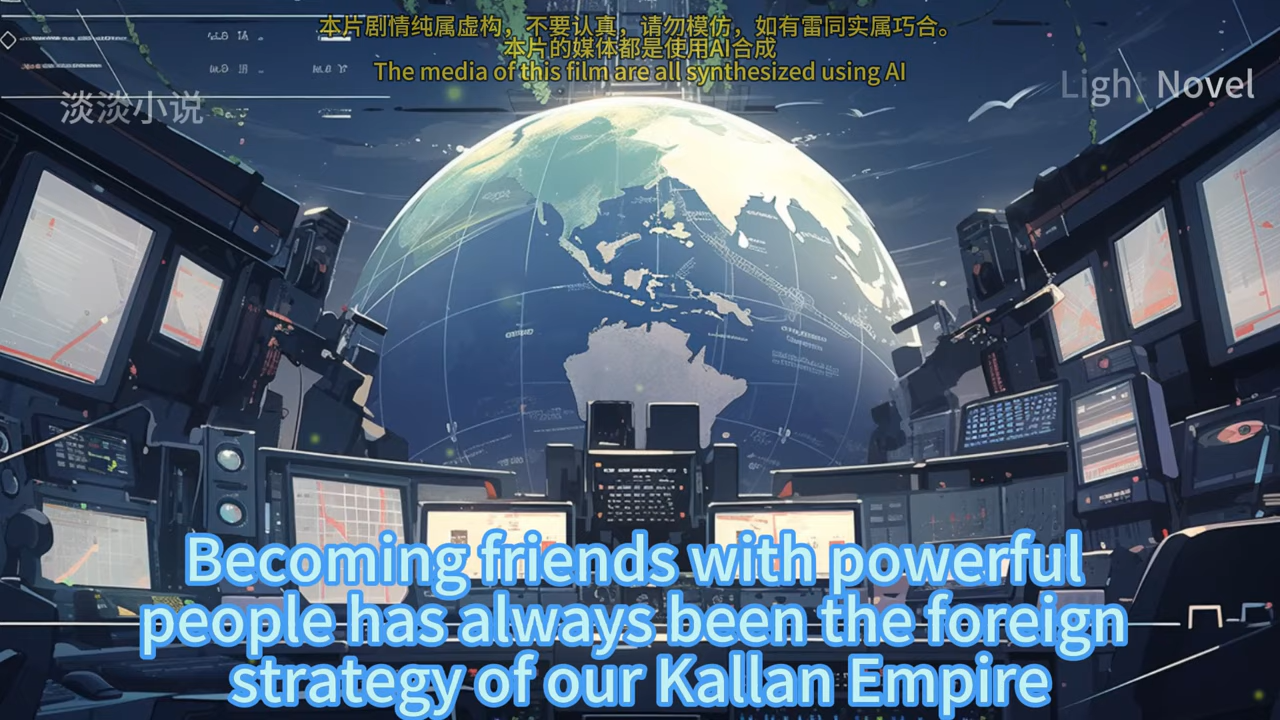 本片剧情纯属虚构，不要认真，请勿模仿，如有雷同实属巧合。
本片的媒体都是使用AI合成
The media of this film are all synthesized using AI
淡淡小说
Light Novel
Becoming friends with powerful
people has always been the foreign
strategy of our Kallan Empire